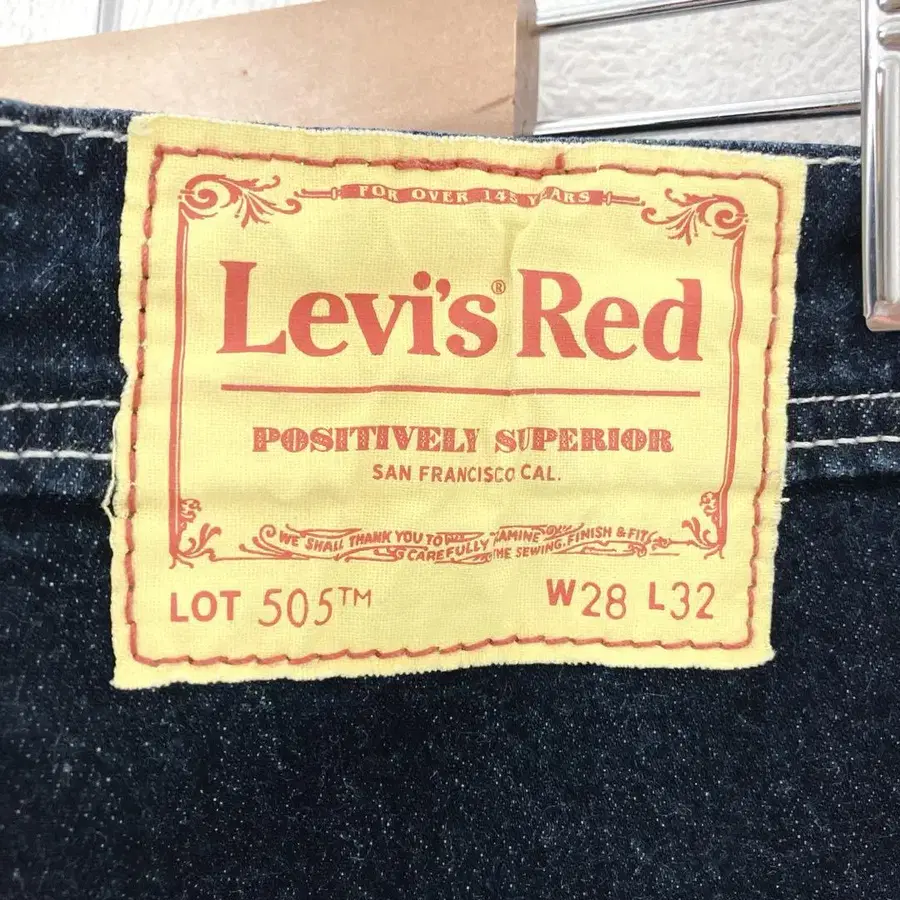 FOR OVER 145 YEARS
Levi's® Red
POSITIVELY SUPERIOR
SAN FRANCISCO CAL.
WE SHALL THANK YOU TO
CAREFULLY THE SEWING, FINISH & FIT
LOT 505™ W28 L32